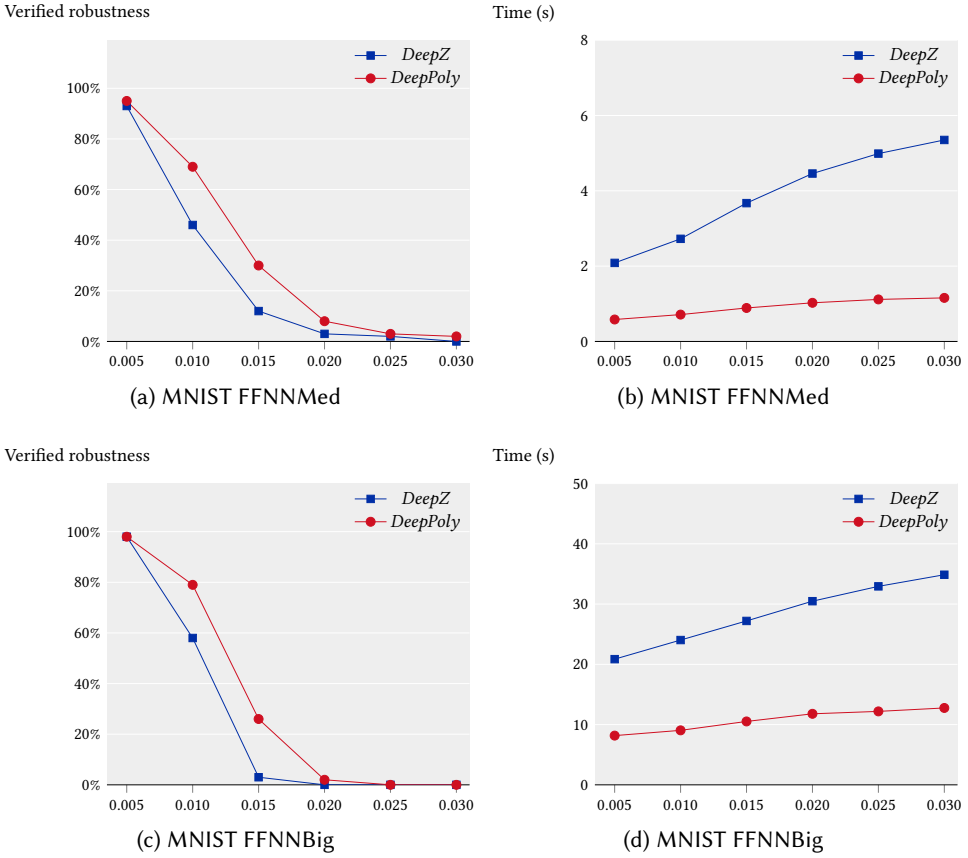 Verified robustness
DeepZ
DeepPoly
100%
80%
60%
40%
20%
0%
0.005 0.010 0.015 0.020 0.025 0.030
(a) MNIST FFNNMed
Time (s)
DeepZ
DeepPoly
8
6
4
2
0
0.005 0.010 0.015 0.020 0.025 0.030
(b) MNIST FFNNMed
Verified robustness
DeepZ
DeepPoly
100%
80%
60%
40%
20%
0%
0.005 0.010 0.015 0.020 0.025 0.030
(c) MNIST FFNNBig
Time (s)
DeepZ
DeepPoly
50
40
30
20
10
0
0.005 0.010 0.015 0.020 0.025 0.030
(d) MNIST FFNNBig